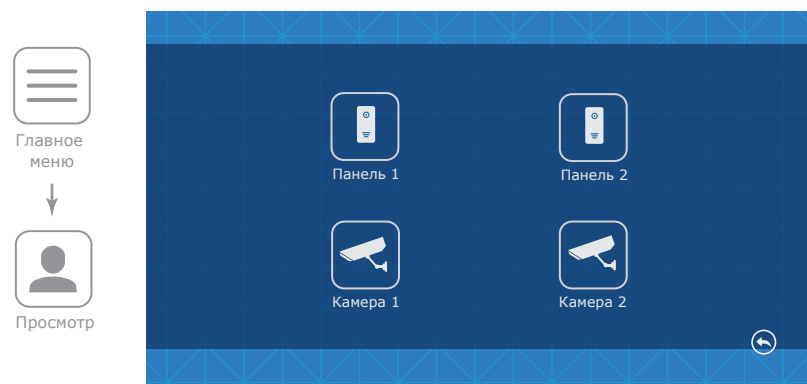 Главное
меню
Просмотр
Панель 1
Панель 2
Камера 1
Камера 2